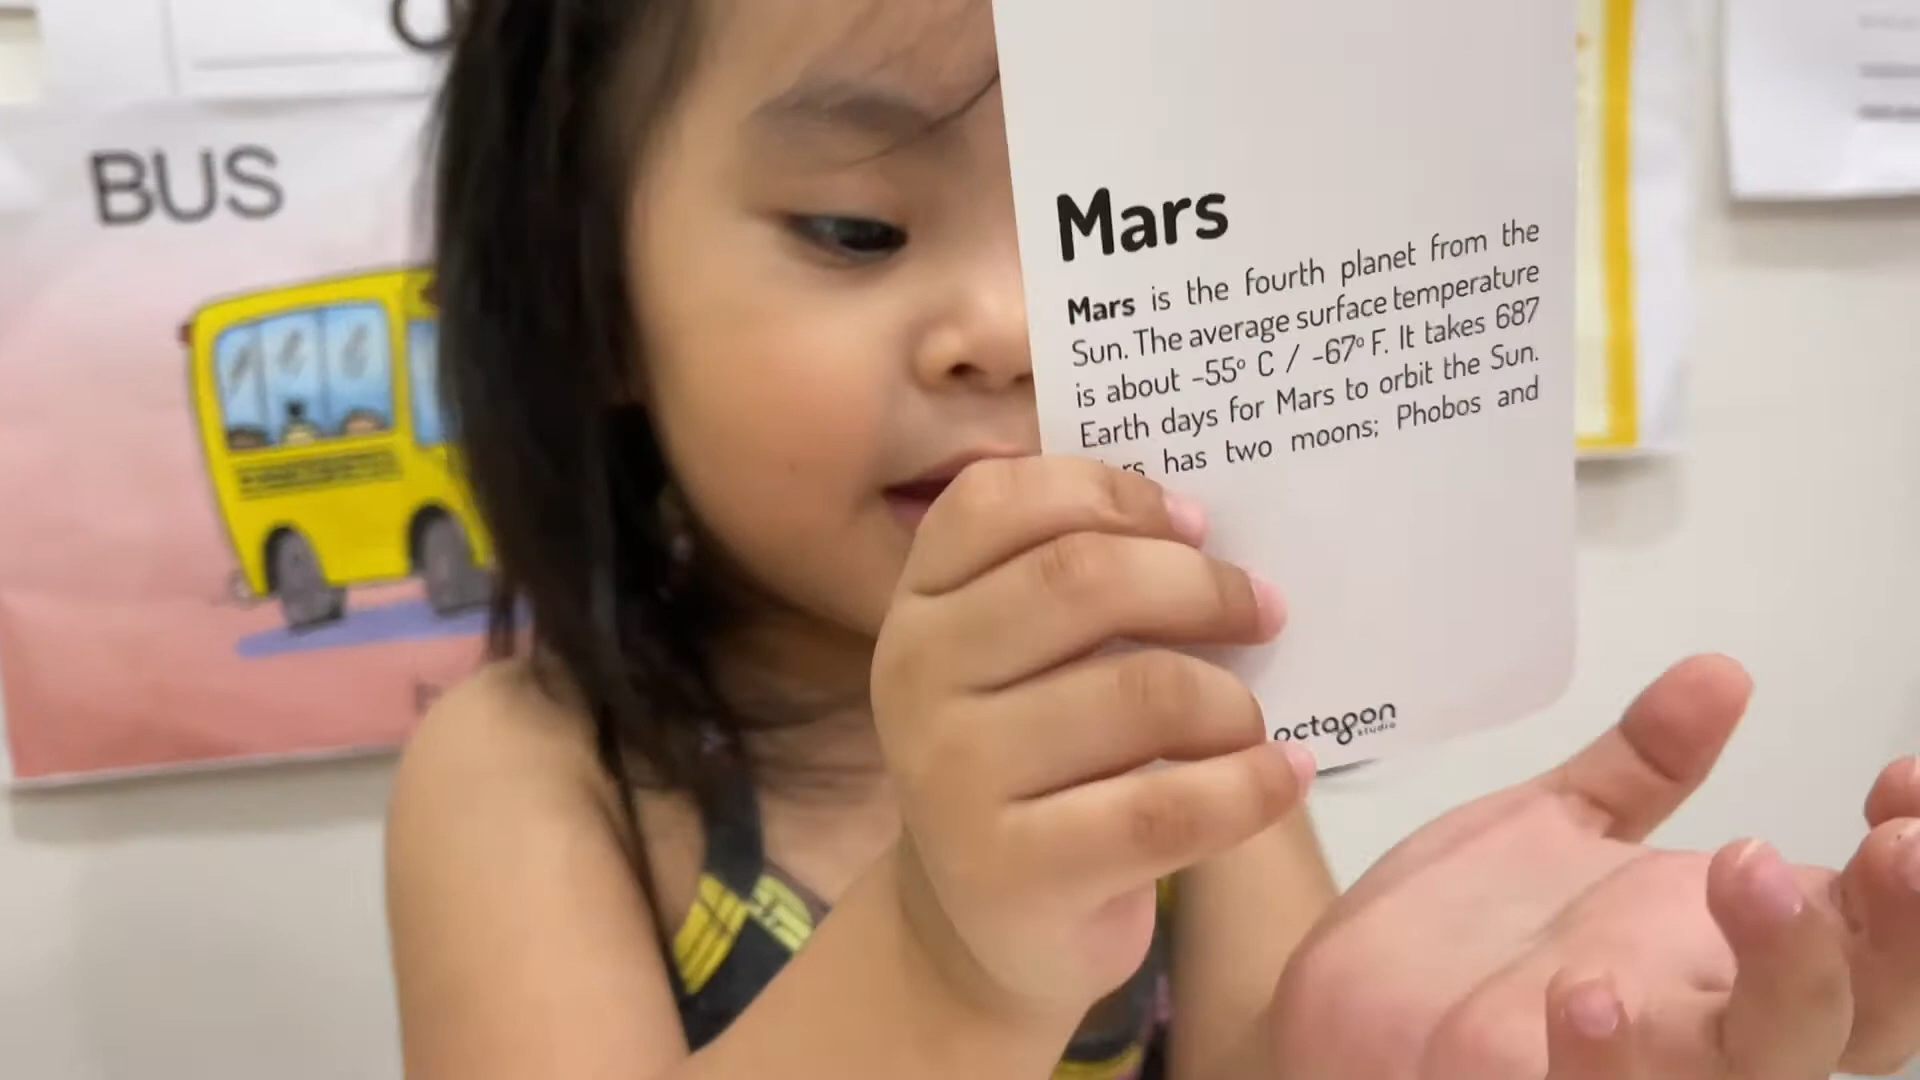 BUS
Mars
Mars is the fourth planet from the
Sun. The average surface temperature
is about -55° C / -67° F. It takes 687
Earth days for Mars to orbit the Sun.
has two moons; Phobos and
octagon
studio